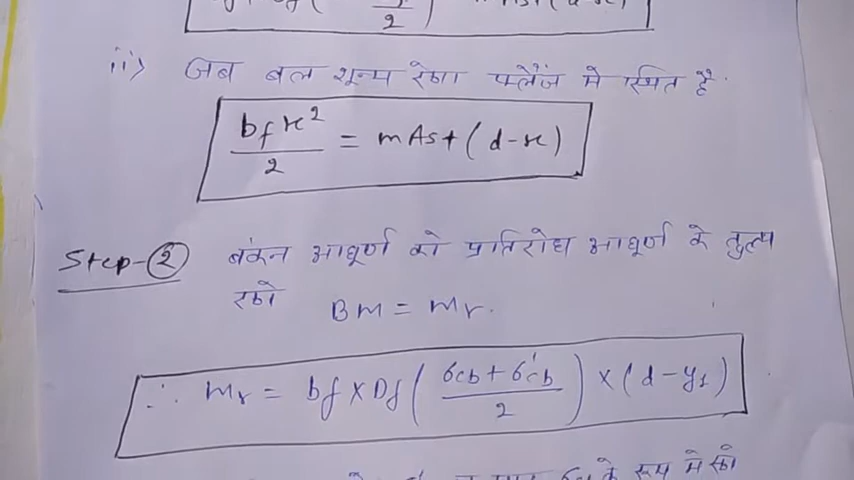 ii) जब बल शून्य रेखा फ्लैंज मे स्थित है.
bf x² / 2 = mAst (d-x)
Step-② बंकन आघूर्ण को प्रतिरोध आघूर्ण के तुल्य
रखो BM = Mr.
∴ Mr = bf × Df ( (σcb + σ'cb) / 2 ) × (d - y1)
के रूप मे